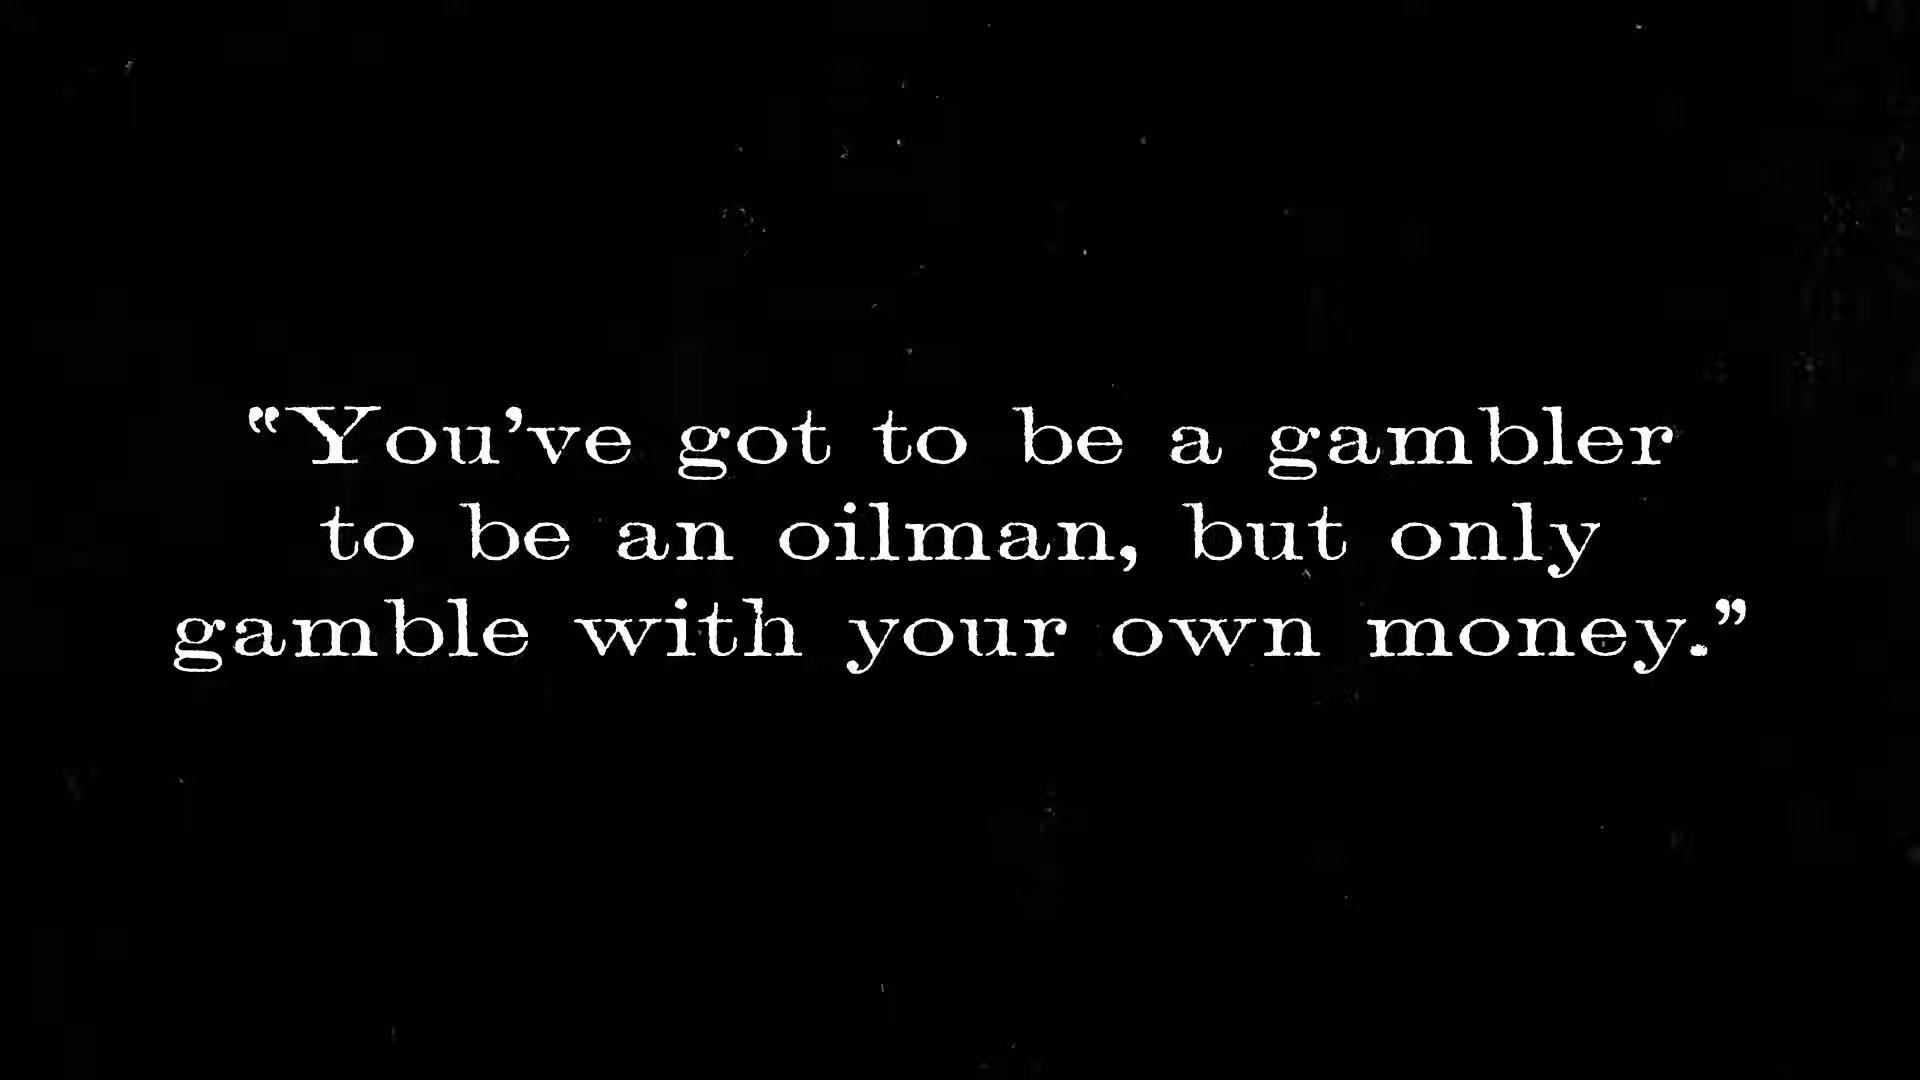 “You’ve got to be a gambler
to be an oilman, but only
gamble with your own money.”